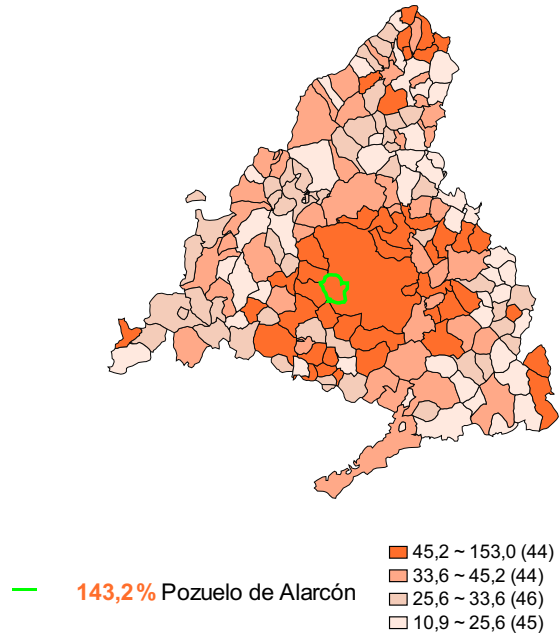 45,2 ~ 153,0 (44)
33,6 ~ 45,2 (44)
25,6 ~ 33,6 (46)
10,9 ~ 25,6 (45)
143,2% Pozuelo de Alarcón